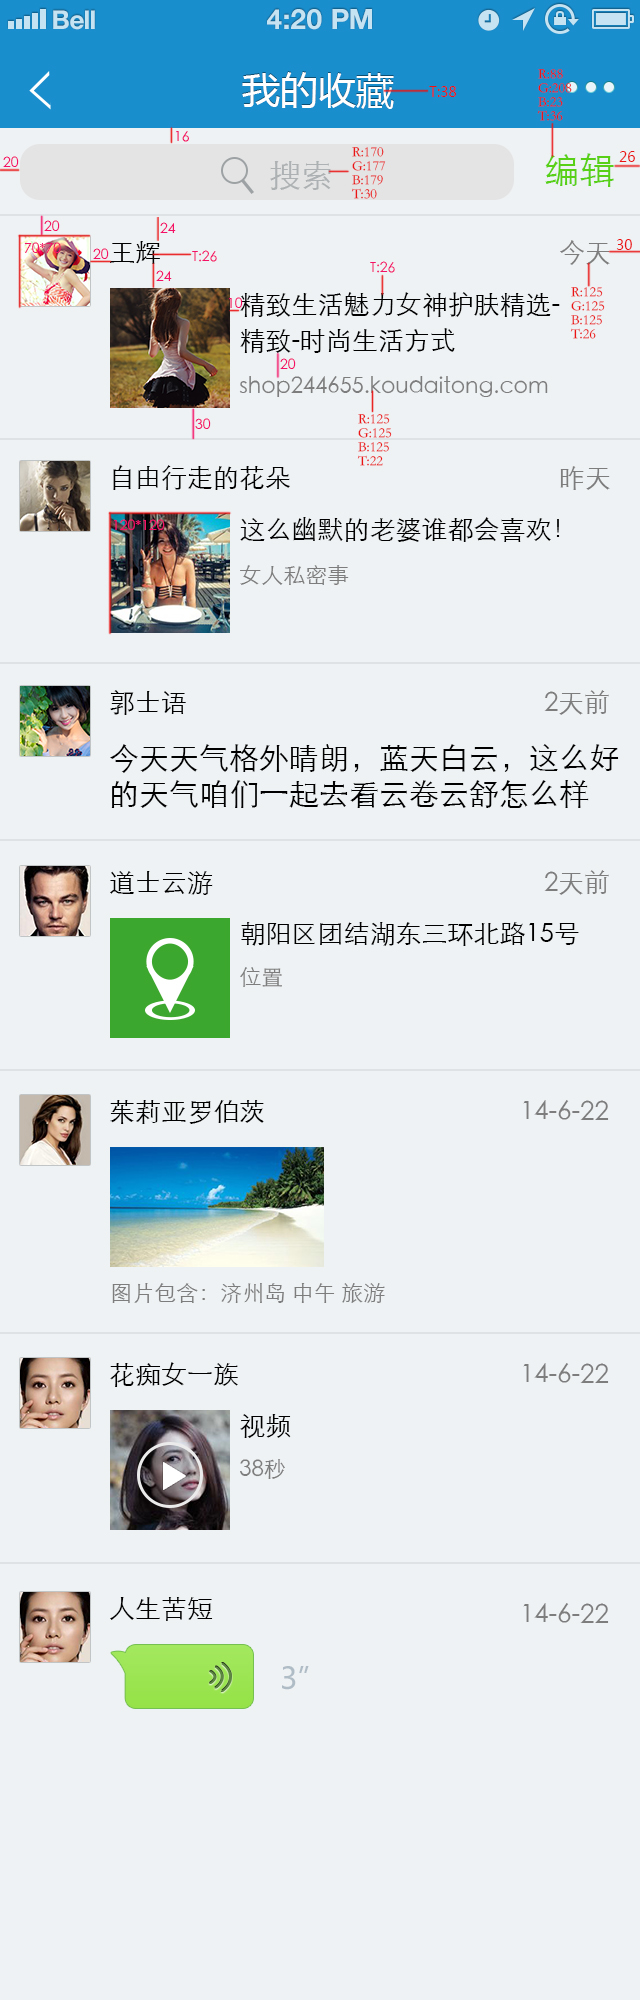 Bell 4:20 PM
我的收藏
T:38
R:88
B:23
T:34
16
20
搜索
R:170
G:177
B:179
T:30
编辑
26
20
24
70*70
20
王辉
T:26
今天
30
24
T:26
R:125
G:125
B:125
T:26
10
精致生活魅力女神护肤精选-
精致-时尚生活方式
20
shop244655.koudaitong.com
30
R:125
G:125
B:125
T:22
自由行走的花朵
昨天
120*120
这么幽默的老婆谁都会喜欢!
女人私密事
郭士语
2天前
今天天气格外晴朗，蓝天白云，这么好
的天气咱们一起去看云卷云舒怎么样
道士云游
2天前
朝阳区团结湖东三环北路15号
位置
茱莉亚罗伯茨
14-6-22
图片包含：济州岛 中午 旅游
花痴女一族
14-6-22
视频
38秒
人生苦短
14-6-22
3″